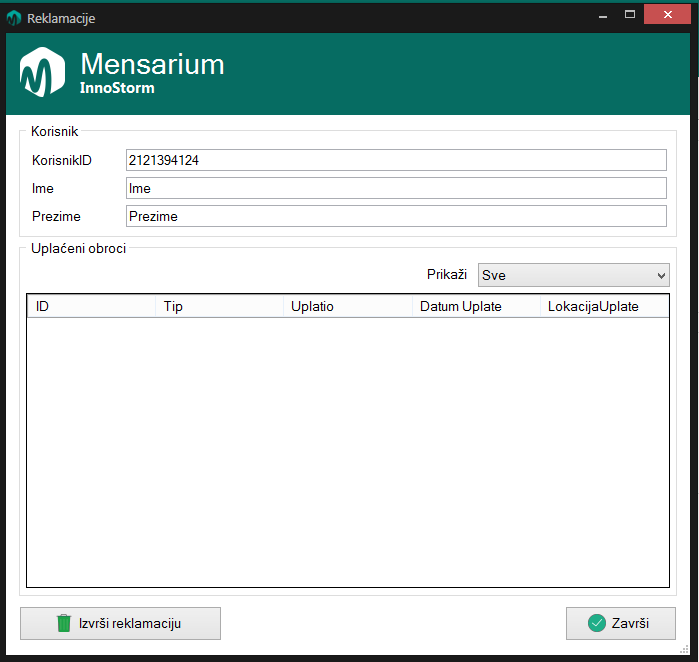 Reklamacije
Mensarium
InnoStorm
Korisnik
KorisnikID 2121394124
Ime Ime
Prezime Prezime
Uplaćeni obroci
Prikaži Sve
ID Tip Uplatio Datum Uplate LokacijaUplate
Izvrši reklamaciju Završi